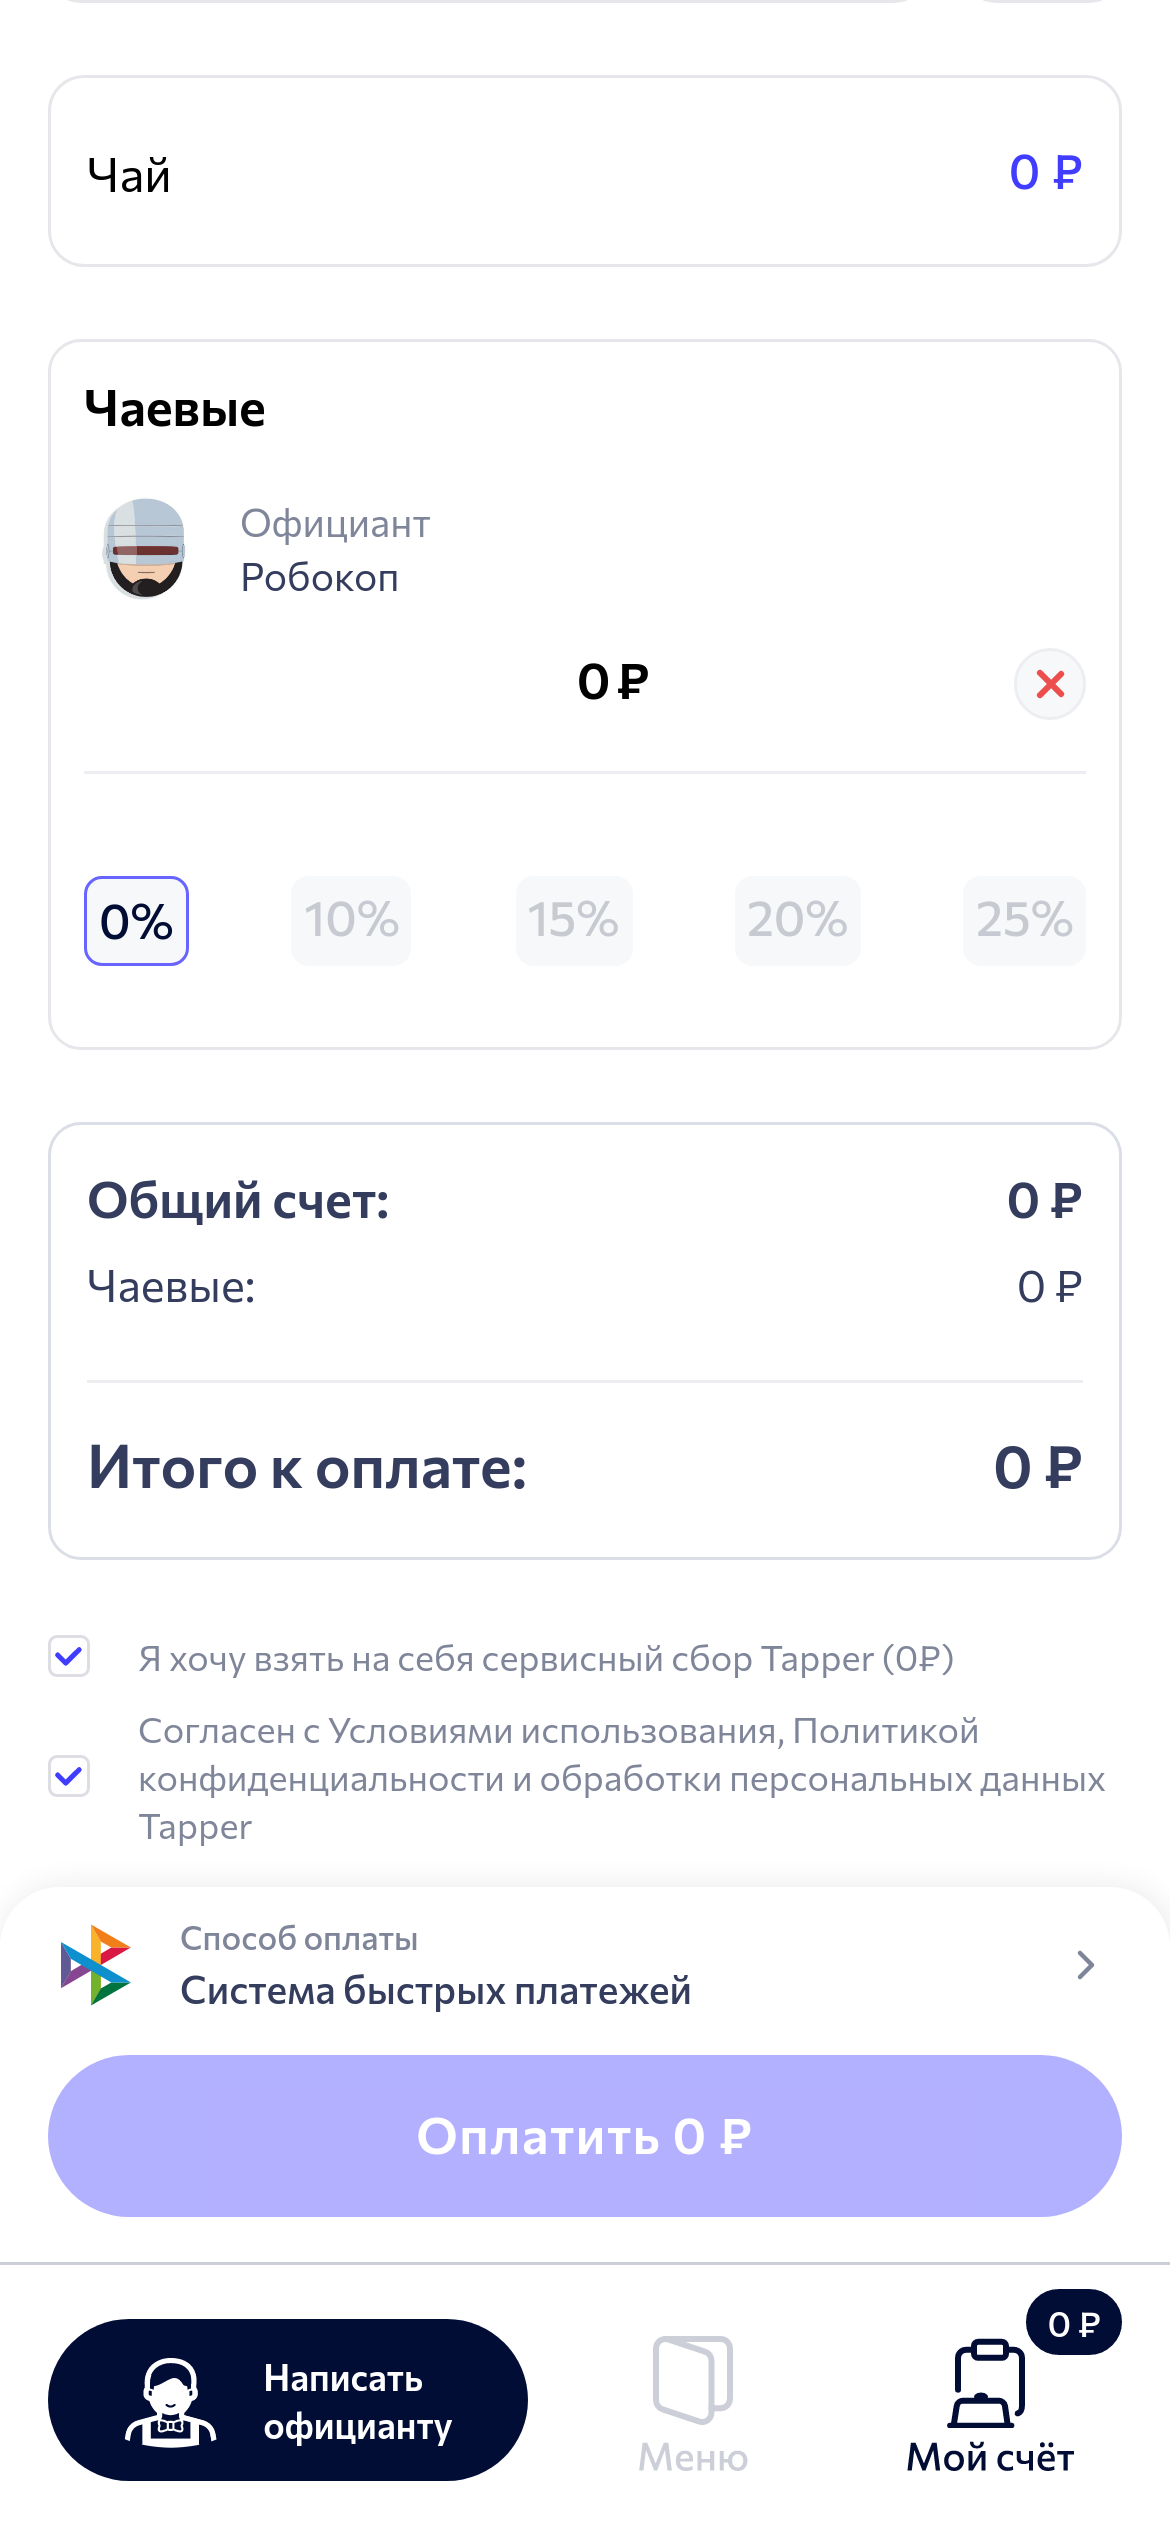 Чай
0 ₽
Чаевые
Официант
Робокоп
0 ₽
0%
10%
15%
20%
25%
Общий счет:
0 ₽
Чаевые:
0 ₽
Итого к оплате:
0 ₽
Я хочу взять на себя сервисный сбор Tapper (0₽)
Согласен с Условиями использования, Политикой
конфиденциальности и обработки персональных данных
Tapper
Способ оплаты
Система быстрых платежей
Оплатить 0 ₽
Написать
официанту
Меню
0 ₽
Мой счёт